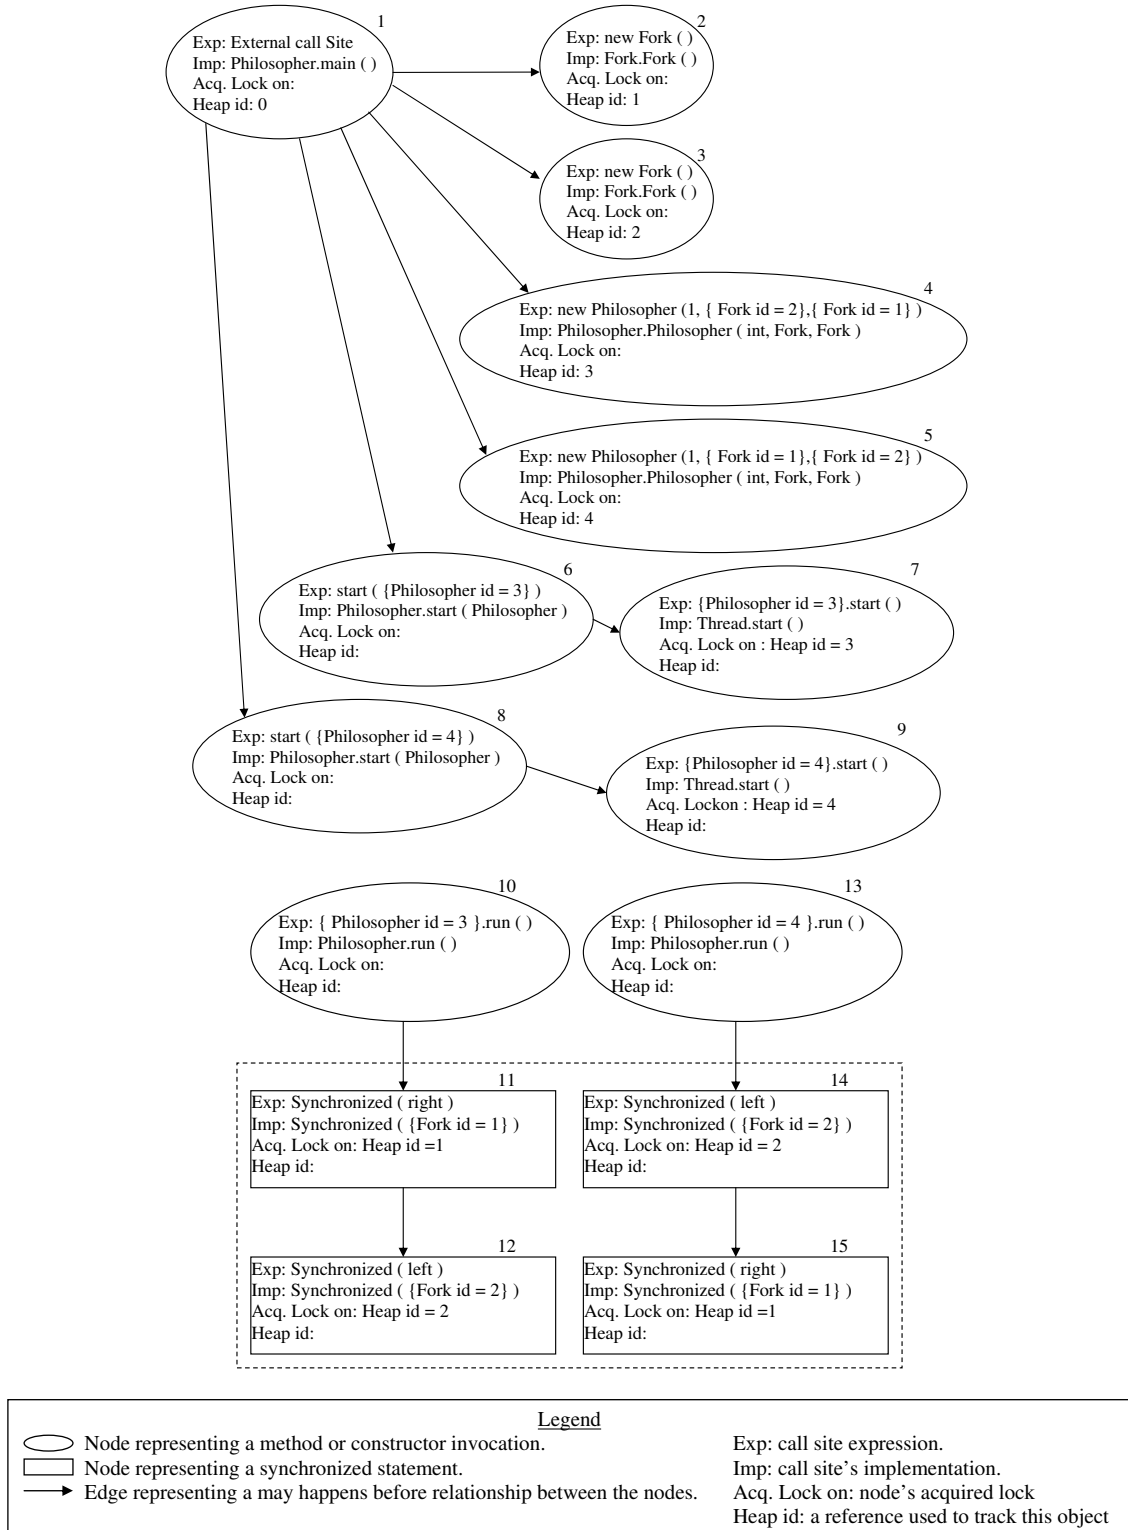 1
Exp: External call Site
Imp: Philosopher.main ( )
Acq. Lock on:
Heap id: 0
2
Exp: new Fork ( )
Imp: Fork.Fork ( )
Acq. Lock on:
Heap id: 1
3
Exp: new Fork ( )
Imp: Fork.Fork ( )
Acq. Lock on:
Heap id: 2
4
Exp: new Philosopher (1, { Fork id = 2},{ Fork id = 1} )
Imp: Philosopher.Philosopher ( int, Fork, Fork )
Acq. Lock on:
Heap id: 3
5
Exp: new Philosopher (1, { Fork id = 1},{ Fork id = 2} )
Imp: Philosopher.Philosopher ( int, Fork, Fork )
Acq. Lock on:
Heap id: 4
6
Exp: start ( {Philosopher id = 3} )
Imp: Philosopher.start ( Philosopher )
Acq. Lock on:
Heap id:
7
Exp: {Philosopher id = 3}.start ( )
Imp: Thread.start ( )
Acq. Lock on : Heap id = 3
Heap id:
8
Exp: start ( {Philosopher id = 4} )
Imp: Philosopher.start ( Philosopher )
Acq. Lock on:
Heap id:
9
Exp: {Philosopher id = 4}.start ( )
Imp: Thread.start ( )
Acq. Lockon : Heap id = 4
Heap id:
10
Exp: { Philosopher id = 3 }.run ( )
Imp: Philosopher.run ( )
Acq. Lock on:
Heap id:
13
Exp: { Philosopher id = 4 }.run ( )
Imp: Philosopher.run ( )
Acq. Lock on:
Heap id:
11
Exp: Synchronized ( right )
Imp: Synchronized ( {Fork id = 1} )
Acq. Lock on: Heap id =1
Heap id:
14
Exp: Synchronized ( left )
Imp: Synchronized ( {Fork id = 2} )
Acq. Lock on: Heap id = 2
Heap id:
12
Exp: Synchronized ( left )
Imp: Synchronized ( {Fork id = 2} )
Acq. Lock on: Heap id = 2
Heap id:
15
Exp: Synchronized ( right )
Imp: Synchronized ( {Fork id = 1} )
Acq. Lock on: Heap id =1
Heap id:
Legend
Node representing a method or constructor invocation.
Node representing a synchronized statement.
Edge representing a may happens before relationship between the nodes.
Exp: call site expression.
Imp: call site's implementation.
Acq. Lock on: node's acquired lock
Heap id: a reference used to track this object